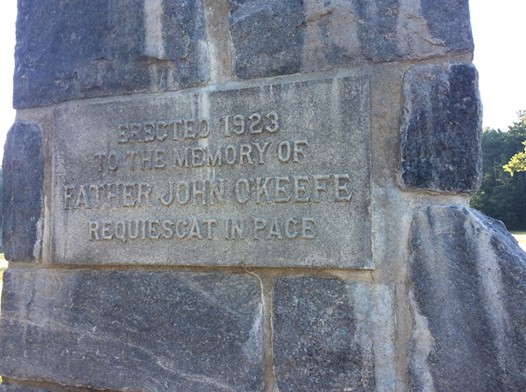 ERECTED 1923
TO THE MEMORY OF
FATHER JOHN O'KEEFE
REQUIESCAT IN PACE